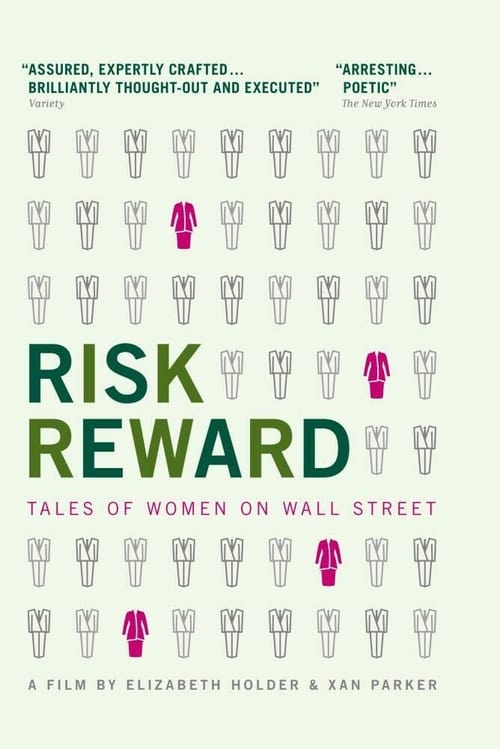 “ASSURED, EXPERTLY CRAFTED...
BRILLIANTLY THOUGHT-OUT AND EXECUTED”
Variety
“ARRESTING...
POETIC”
The New York Times
RISK
REWARD
TALES OF WOMEN ON WALL STREET
A FILM BY ELIZABETH HOLDER & XAN PARKER